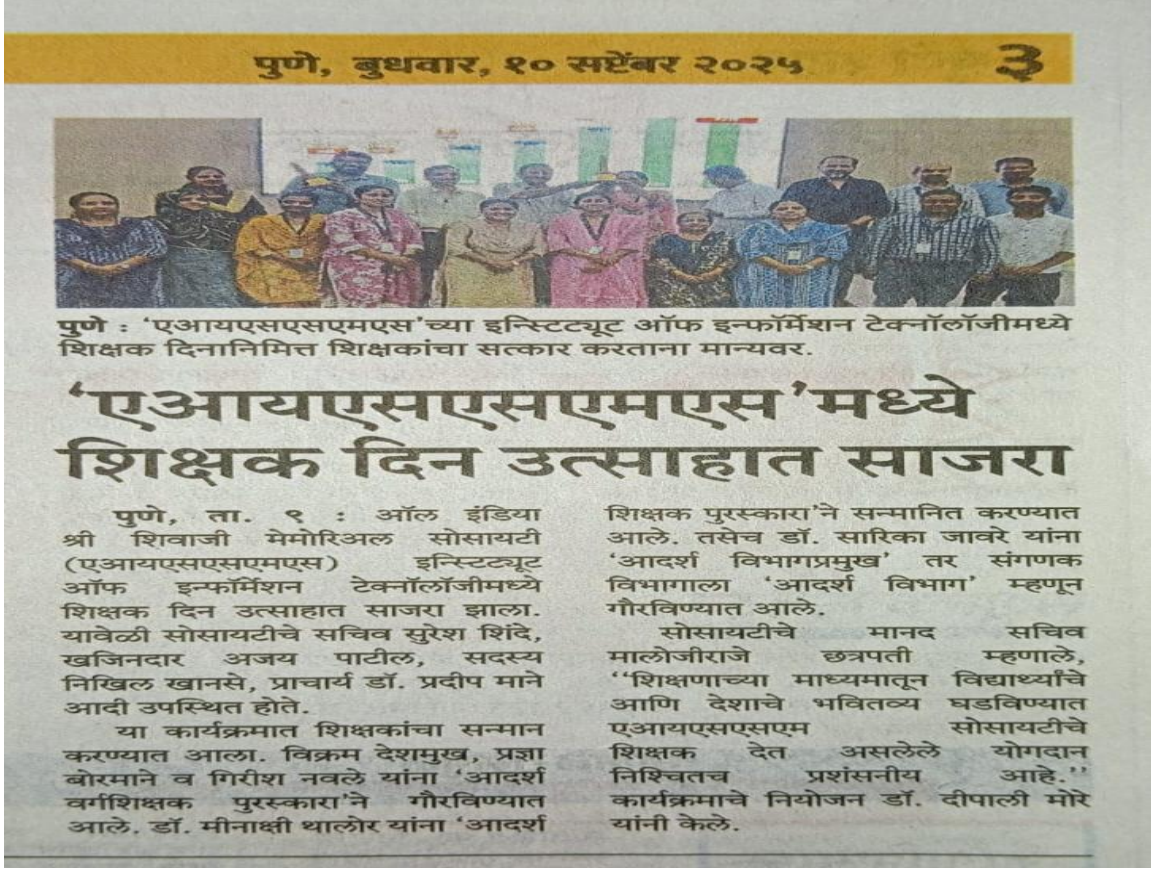 पुणे, बुधवार, १० सप्टेंबर २०२५
३
पुणे : ‘एआयएसएसएमएस’च्या इन्स्टिट्यूट ऑफ इन्फॉर्मेशन टेक्नॉलॉजीमध्ये
शिक्षक दिनानिमित्त शिक्षकांचा सत्कार करताना मान्यवर.
‘एआयएसएसएमएस’मध्ये
शिक्षक दिन उत्साहात साजरा
पुणे, ता. ९ : ऑल इंडिया
श्री शिवाजी मेमोरिअल सोसायटी
(एआयएसएसएमएस) इन्स्टिट्यूट
ऑफ इन्फॉर्मेशन टेक्नॉलॉजीमध्ये
शिक्षक दिन उत्साहात साजरा झाला.
यावेळी सोसायटीचे सचिव सुरेश शिंदे,
खजिनदार अजय पाटील, सदस्य
निखिल खानसे, प्राचार्य डॉ. प्रदीप माने
आदी उपस्थित होते.
या कार्यक्रमात शिक्षकांचा सन्मान
करण्यात आला. विक्रम देशमुख, प्रज्ञा
बोरमाने व गिरीश नवले यांना ‘आदर्श
वर्गशिक्षक पुरस्कारा’ने गौरविण्यात
आले. डॉ. मीनाक्षी थालोर यांना ‘आदर्श
शिक्षक पुरस्कारा’ने सन्मानित करण्यात
आले. तसेच डॉ. सारिका जावरे यांना
‘आदर्श विभागप्रमुख’ तर संगणक
विभागाला ‘आदर्श विभाग’ म्हणून
गौरविण्यात आले.
सोसायटीचे मानद सचिव
मालोजीराजे छत्रपती म्हणाले,
‘‘शिक्षणाच्या माध्यमातून विद्यार्थ्यांचे
आणि देशाचे भवितव्य घडविण्यात
एआयएसएसएम सोसायटीचे
शिक्षक देत असलेले योगदान
निश्चितच प्रशंसनीय आहे.’’
कार्यक्रमाचे नियोजन डॉ. दीपाली मोरे
यांनी केले.